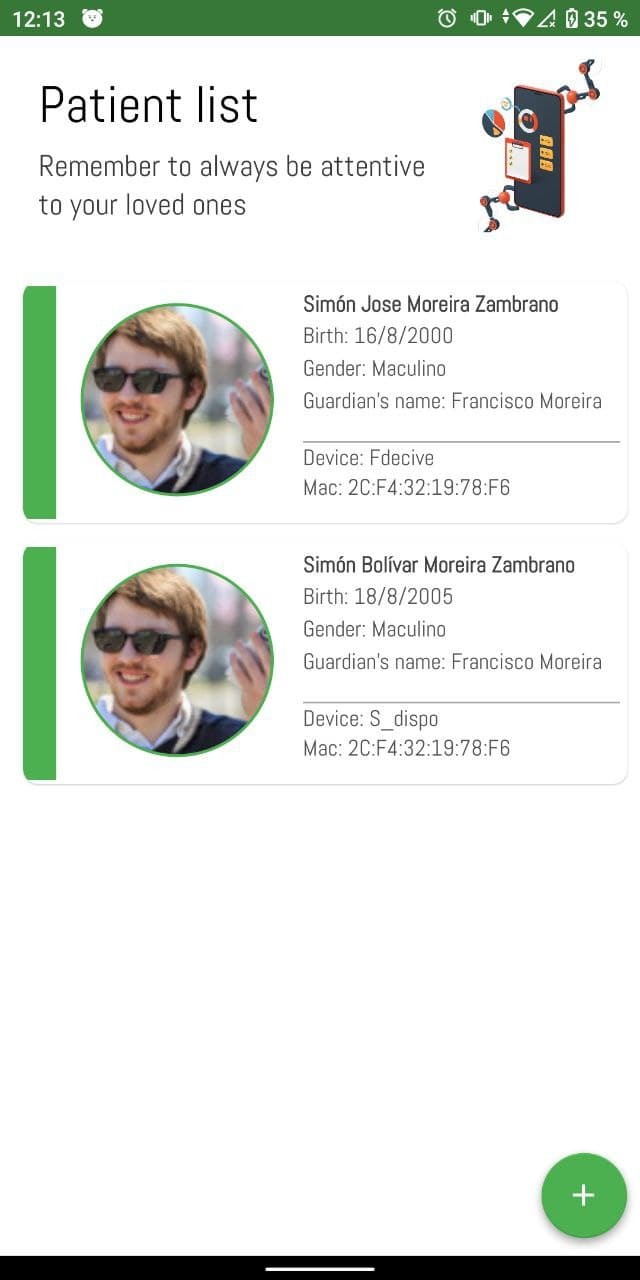 12:13
35 %
Patient list
Remember to always be attentive
to your loved ones
Simón Jose Moreira Zambrano
Birth: 16/8/2000
Gender: Maculino
Guardian's name: Francisco Moreira
Device: Fdecive
Mac: 2C:F4:32:19:78:F6
Simón Bolívar Moreira Zambrano
Birth: 18/8/2005
Gender: Maculino
Guardian's name: Francisco Moreira
Device: S_dispo
Mac: 2C:F4:32:19:78:F6
+